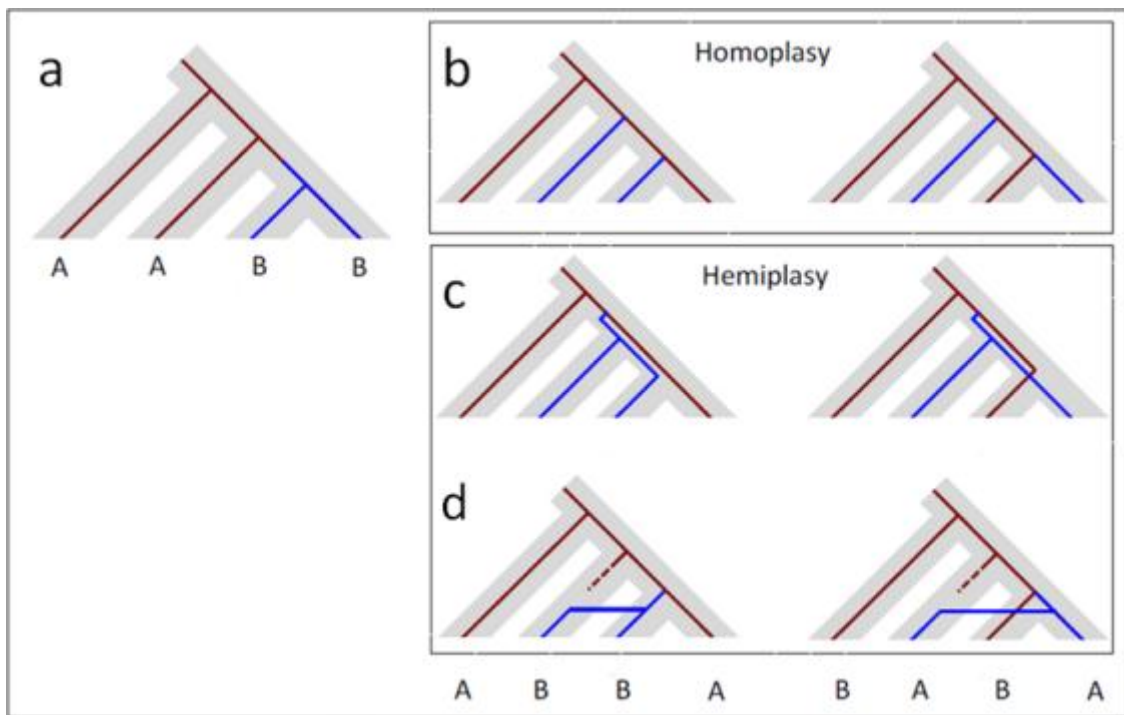 a
A A B B
b
Homoplasy
c
Hemiplasy
d
A B B A B A B A